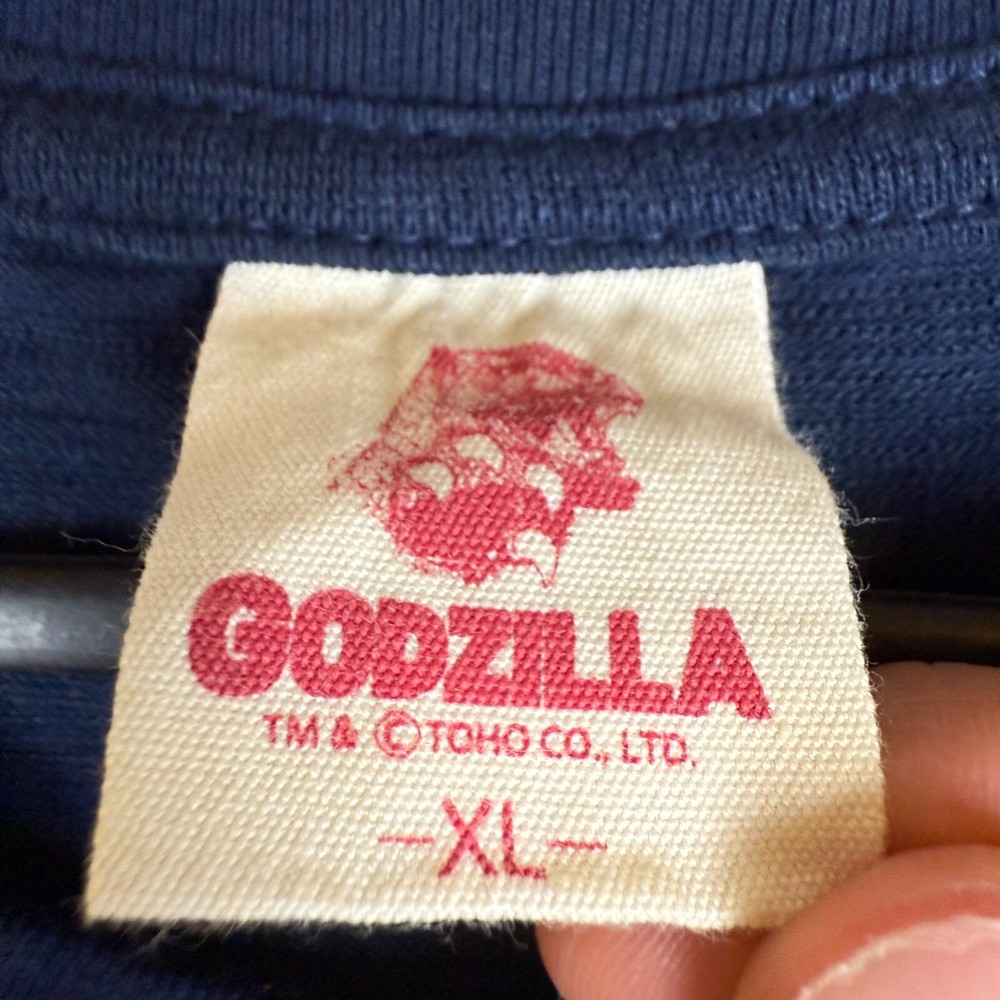 GODZILLA
TM & ©TOHO CO., LTD.
-XL-